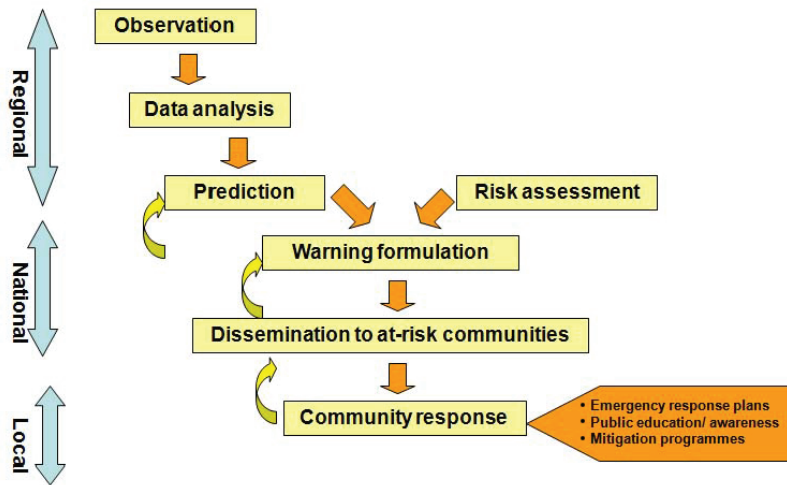 Regional
National
Local
Observation
Data analysis
Prediction
Risk assessment
Warning formulation
Dissemination to at-risk communities
Community response
• Emergency response plans
• Public education/ awareness
• Mitigation programmes